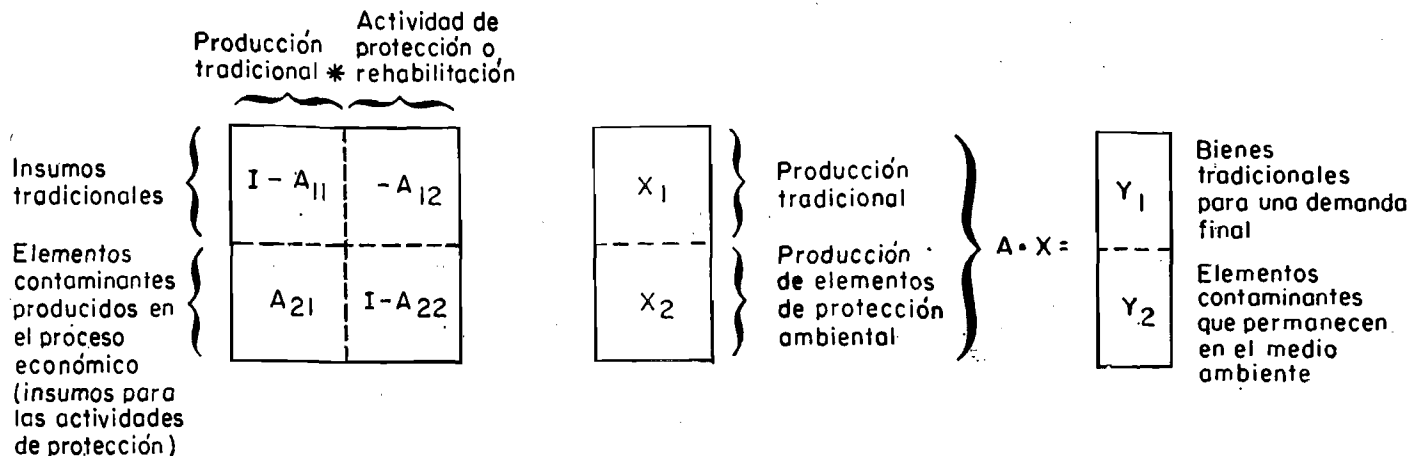 Producción
tradicional *
Actividad de
protección o
rehabilitación
Insumos
tradicionales
Elementos
contaminantes
producidos en
el proceso
económico
(insumos para
las actividades
de protección)
I - A11
-A12
A21
I-A22
X1
X2
Producción
tradicional
Producción
de elementos
de protección
ambiental
A • X =
Y1
Y2
Bienes
tradicionales
para una demanda
final
Elementos
contaminantes
que permanecen
en el medio
ambiente